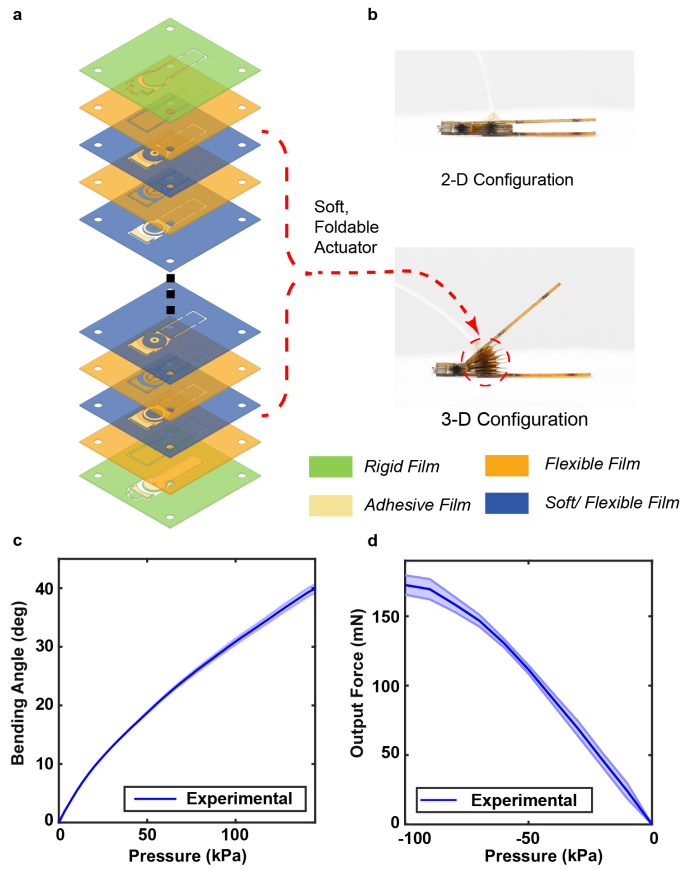 a
b
2-D Configuration
Soft,
Foldable
Actuator
3-D Configuration
Rigid Film
Flexible Film
Adhesive Film
Soft/ Flexible Film
c
40
30
20
10
0
Bending Angle (deg)
Experimental
0
50
100
Pressure (kPa)
d
150
100
50
0
Output Force (mN)
Experimental
-100
-50
0
Pressure (kPa)